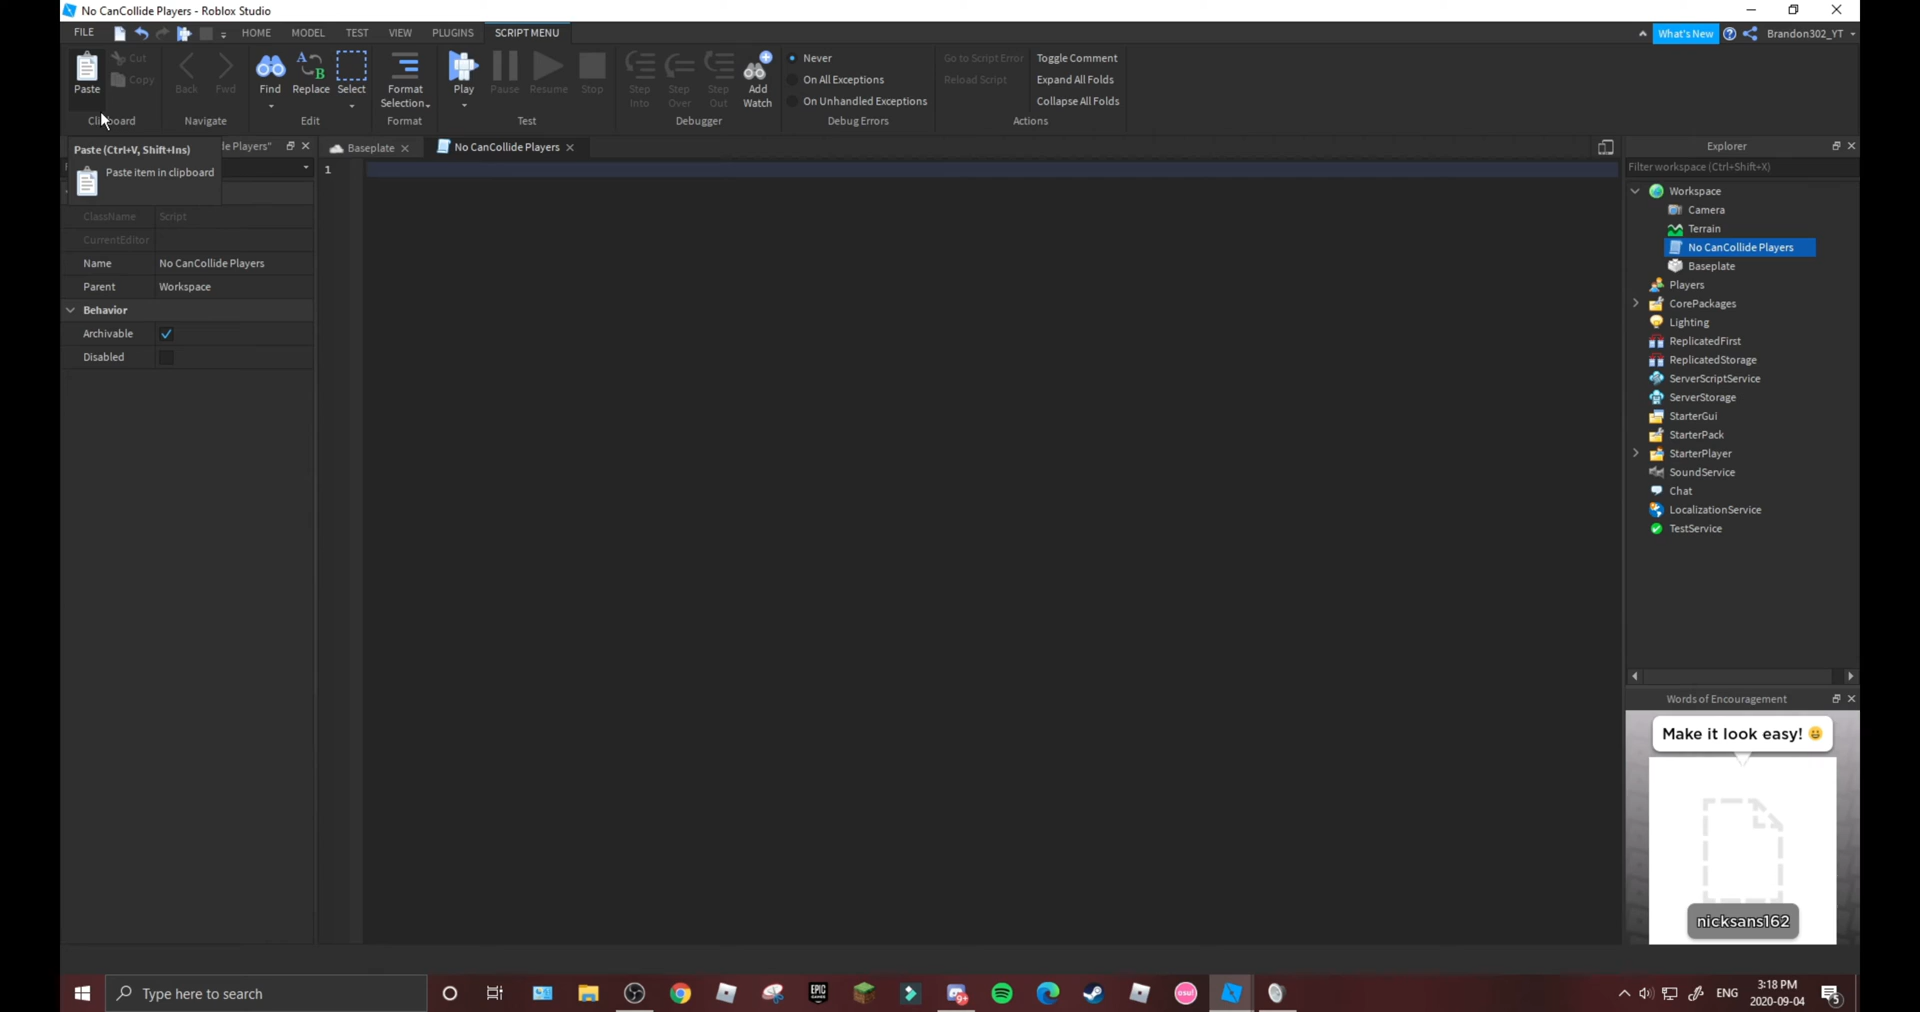 No CanCollide Players - Roblox Studio
FILE HOME MODEL TEST VIEW PLUGINS SCRIPT MENU What's New Brandon302_YT
Paste Cut Copy Back Fwd Find Replace Select Format Selection Play Pause Resume Stop Step Into Step Over Step Out Add Watch
Never
On All Exceptions
On Unhandled Exceptions
Go to Script Error
Reload Script
Toggle Comment
Expand All Folds
Collapse All Folds
Clipboard Navigate Edit Format Test Debugger Debug Errors Actions
Paste (Ctrl+V, Shift+Ins)
Paste item in clipboard
de Players"
Baseplate No CanCollide Players
1
ClassName Script
CurrentEditor
Name No CanCollide Players
Parent Workspace
Behavior
Archivable
Disabled
Explorer
Filter workspace (Ctrl+Shift+X)
Workspace
Camera
Terrain
No CanCollide Players
Baseplate
Players
CorePackages
Lighting
ReplicatedFirst
ReplicatedStorage
ServerScriptService
ServerStorage
StarterGui
StarterPack
StarterPlayer
SoundService
Chat
LocalizationService
TestService
Words of Encouragement
Make it look easy! 😀
nicksans162
Type here to search
EPIC GAMES
9+
osu!
ENG
3:18 PM
2020-09-04
5